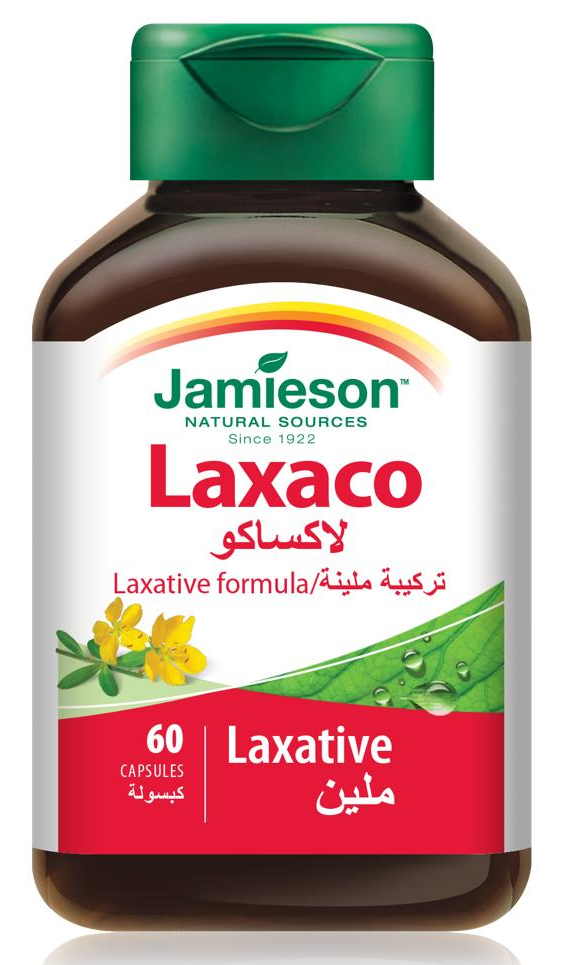 Jamieson™
NATURAL SOURCES
Since 1922
Laxaco
لاكساكو
Laxative formula/تركيبة ملينة
60
CAPSULES
كبسولة
Laxative
ملين